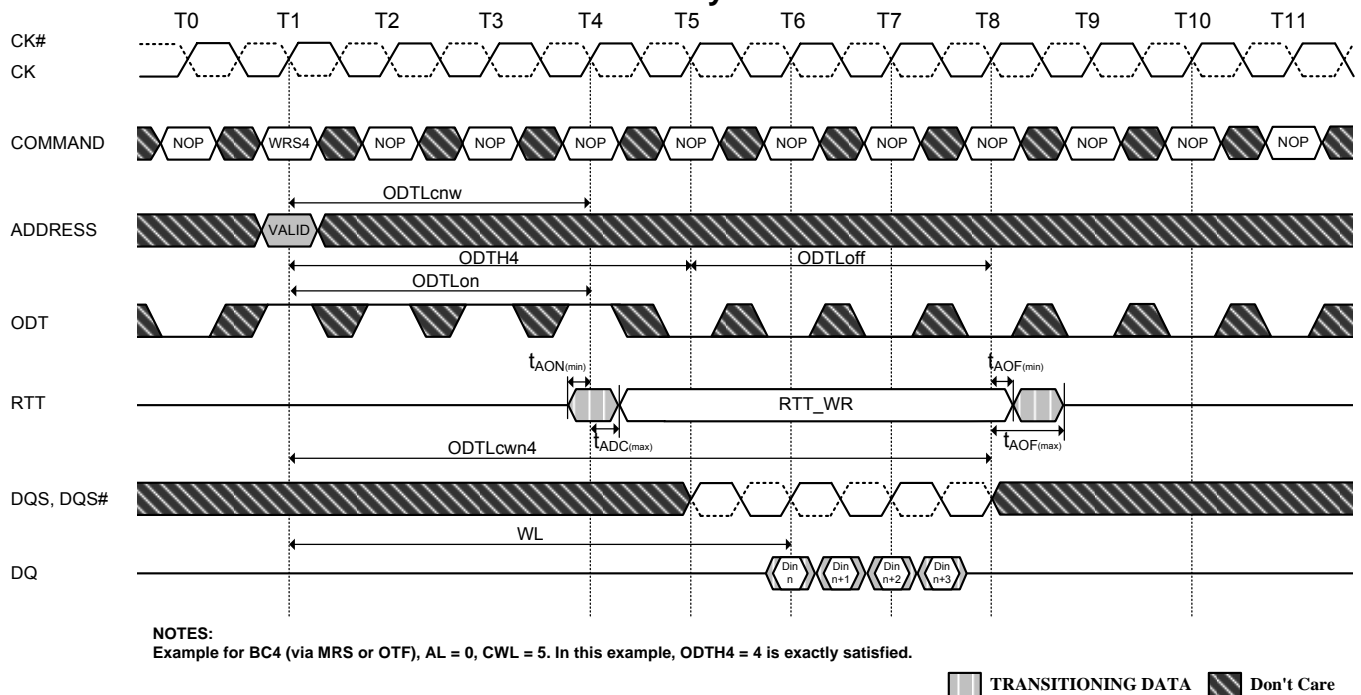 T0 T1 T2 T3 T4 T5 T6 T7 T8 T9 T10 T11
CK#
CK
COMMAND NOP WRS4 NOP NOP NOP NOP NOP NOP NOP NOP NOP NOP
ODTLcnw
ADDRESS VALID
ODTH4 ODTLoff
ODTLon
ODT
tAON(min) tAOF(min)
RTT RTT_WR
tADC(max) tAOF(max)
ODTLcwn4
DQS, DQS#
WL
DQ Din n Din n+1 Din n+2 Din n+3
NOTES:
Example for BC4 (via MRS or OTF), AL = 0, CWL = 5. In this example, ODTH4 = 4 is exactly satisfied.
TRANSITIONING DATA Don't Care